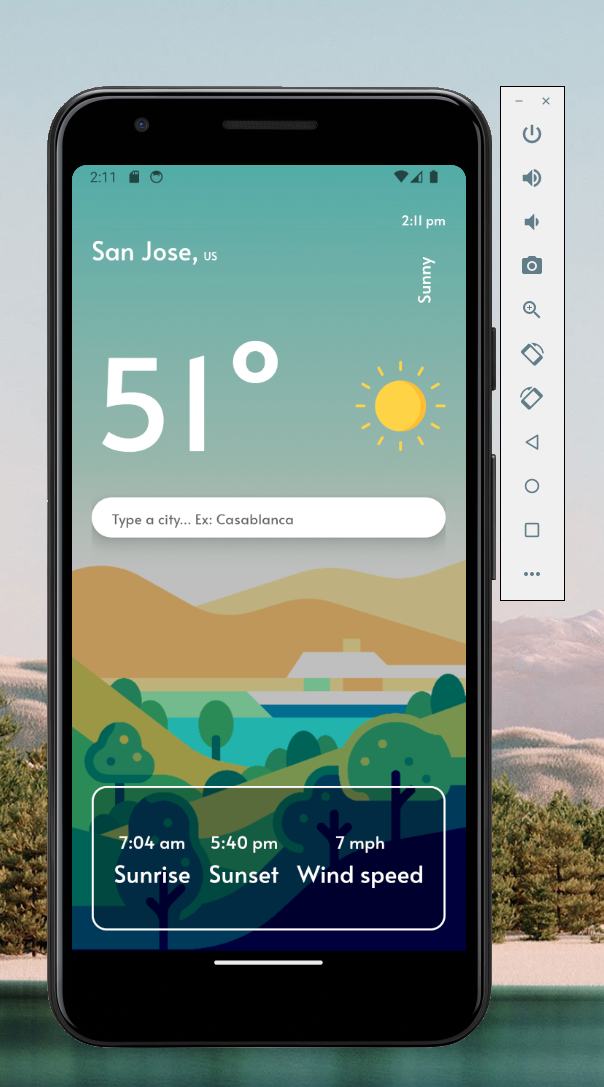 2:11
2:11 pm
San Jose, US
Sunny
51°
Type a city... Ex: Casablanca
7:04 am 5:40 pm 7 mph
Sunrise Sunset Wind speed